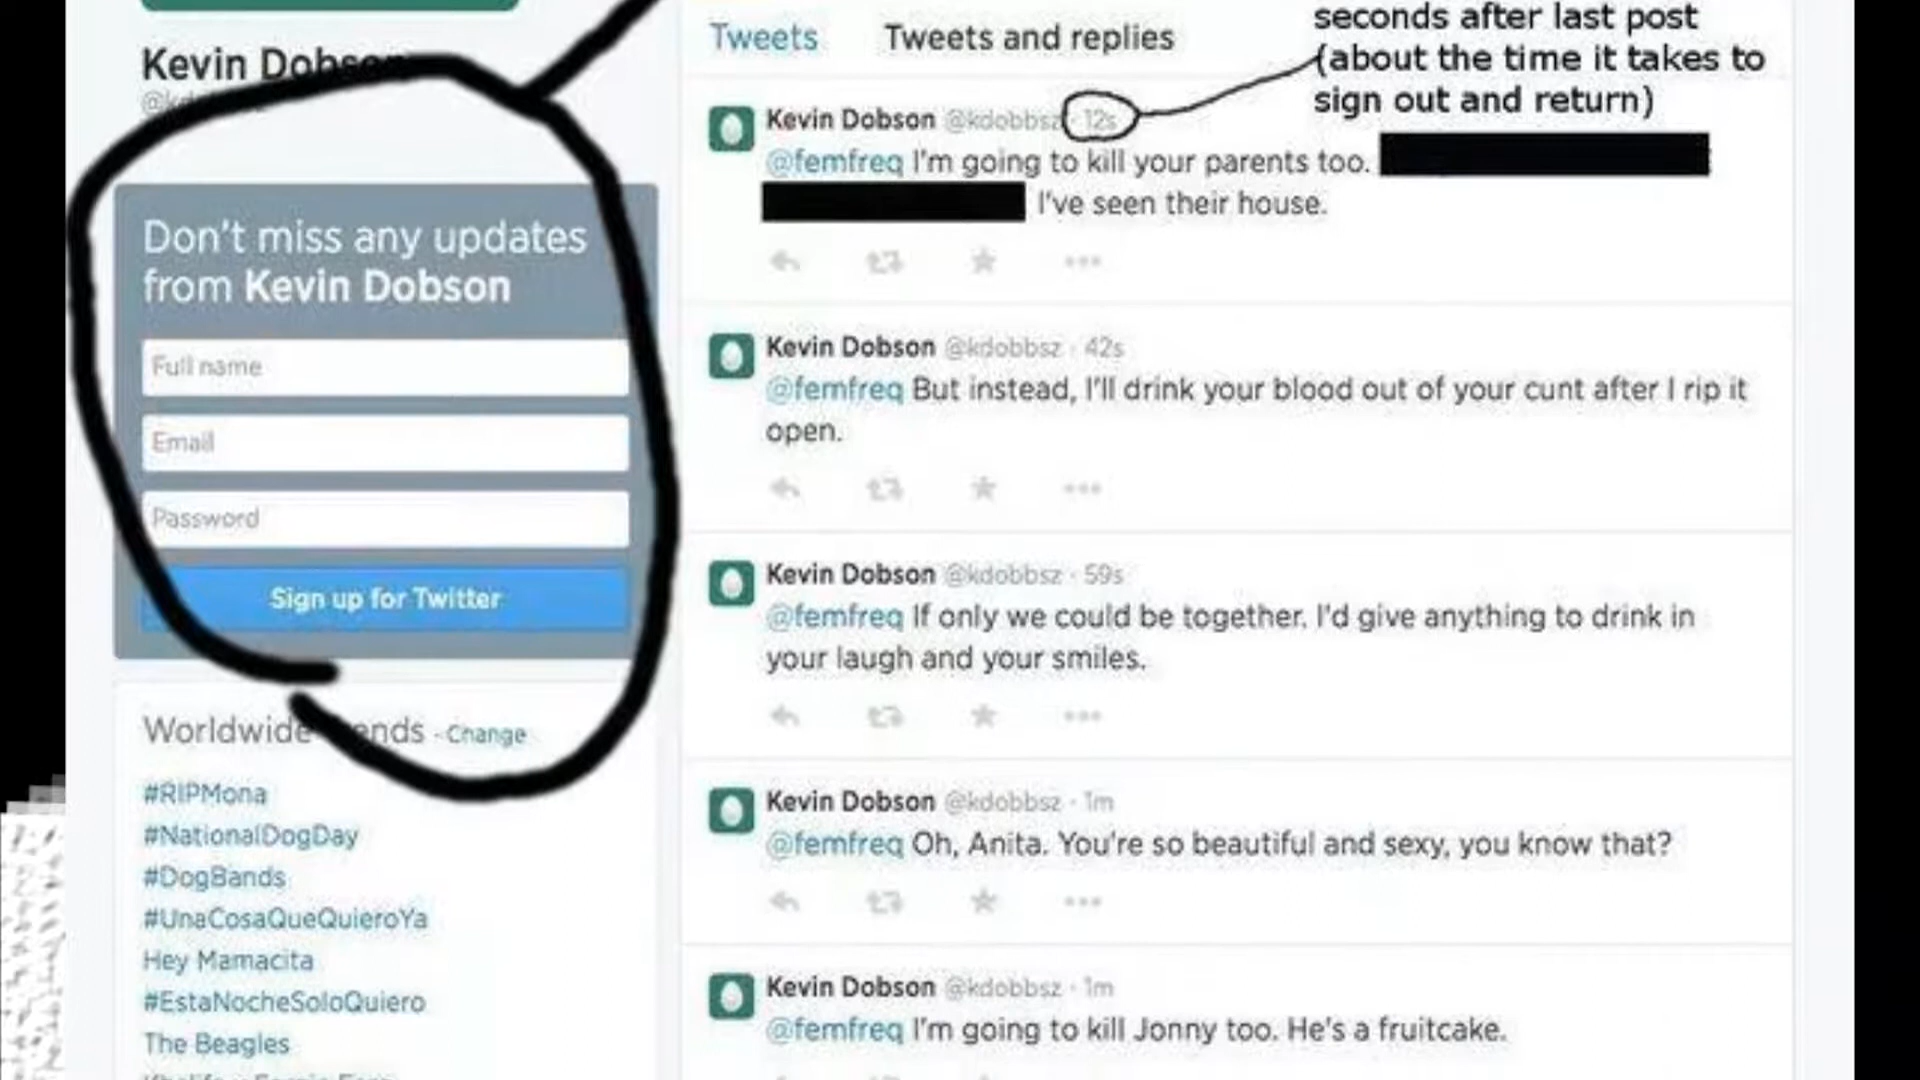 Kevin Dobson
Don't miss any updates
from Kevin Dobson
Full name
Email
Password
Sign up for Twitter
Worldwide - Change
#RIPMona
#NationalDogDay
#DogBands
#UnaCosaQueQuieroYa
Hey Mamacita
#EstaNocheSoloQuiero
The Beagles
Tweets Tweets and replies
seconds after last post
(about the time it takes to
sign out and return)
Kevin Dobson @kdobbsz · 12s
@femfreq I'm going to kill your parents too.
I've seen their house.
Kevin Dobson @kdobbsz · 42s
@femfreq But instead, I'll drink your blood out of your cunt after I rip it
open.
Kevin Dobson @kdobbsz · 59s
@femfreq If only we could be together. I'd give anything to drink in
your laugh and your smiles.
Kevin Dobson @kdobbsz · 1m
@femfreq Oh, Anita. You're so beautiful and sexy, you know that?
Kevin Dobson @kdobbsz · 1m
@femfreq I'm going to kill Jonny too. He's a fruitcake.